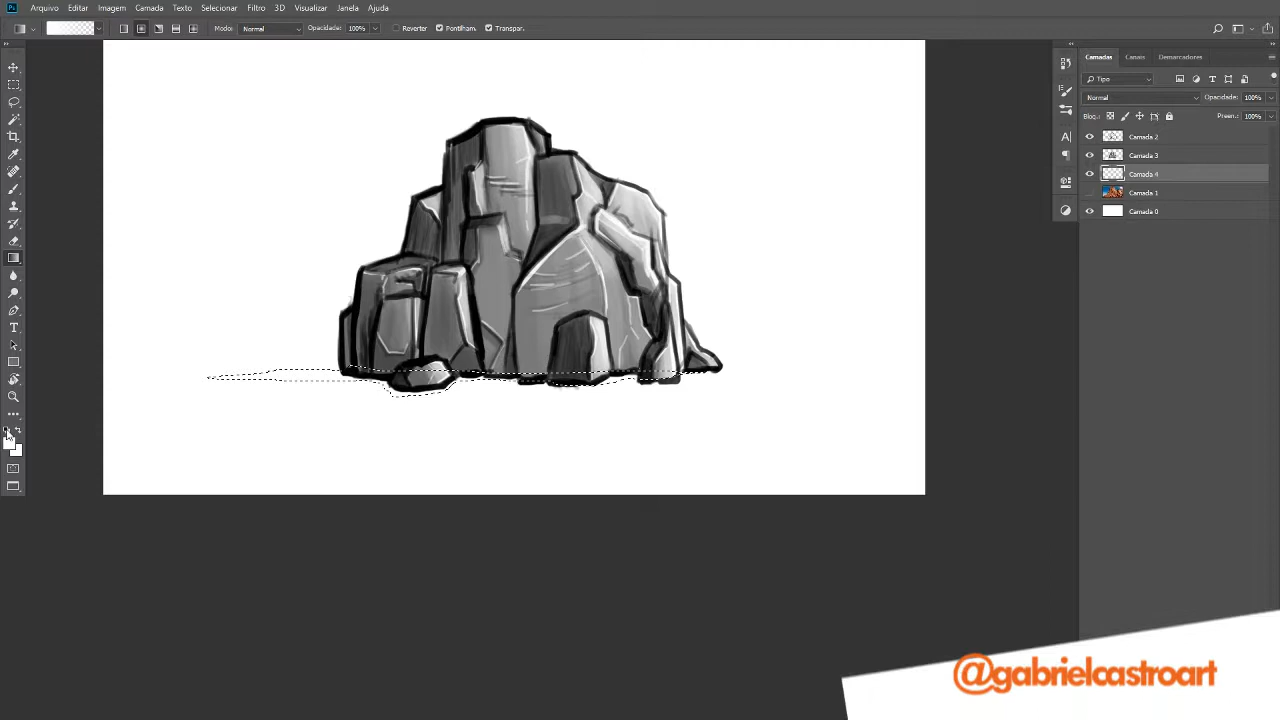 Ps Arquivo Editar Imagem Camada Texto Selecionar Filtro 3D Visualizar Janela Ajuda
Modo: Normal Opacidade: 100% Reverter Pontilham. Transpar.
Camadas Canais Demarcadores
Tipo
Normal Opacidade: 100%
Bloq.: Preen.: 100%
Camada 2
Camada 3
Camada 4
Camada 1
Camada 0
@gabrielcastroart